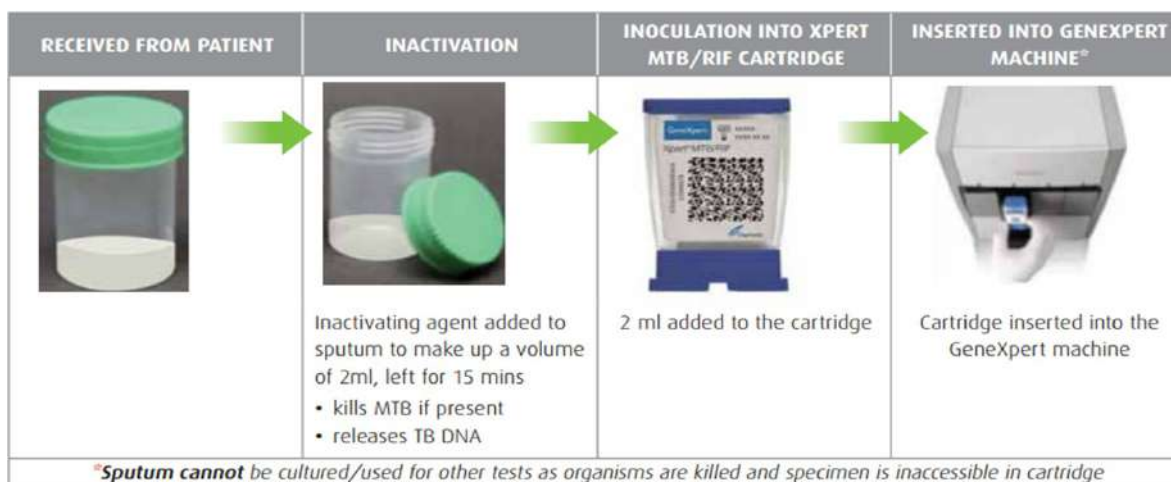 RECEIVED FROM PATIENT
INACTIVATION
INOCULATION INTO XPERT
MTB/RIF CARTRIDGE
INSERTED INTO GENEXPERT
MACHINE*
GeneXpert
Xpert MTB/RIF
Inactivating agent added to
sputum to make up a volume
of 2ml, left for 15 mins
• kills MTB if present
• releases TB DNA
2 ml added to the cartridge
Cartridge inserted into the
GeneXpert machine
*Sputum cannot be cultured/used for other tests as organisms are killed and specimen is inaccessible in cartridge